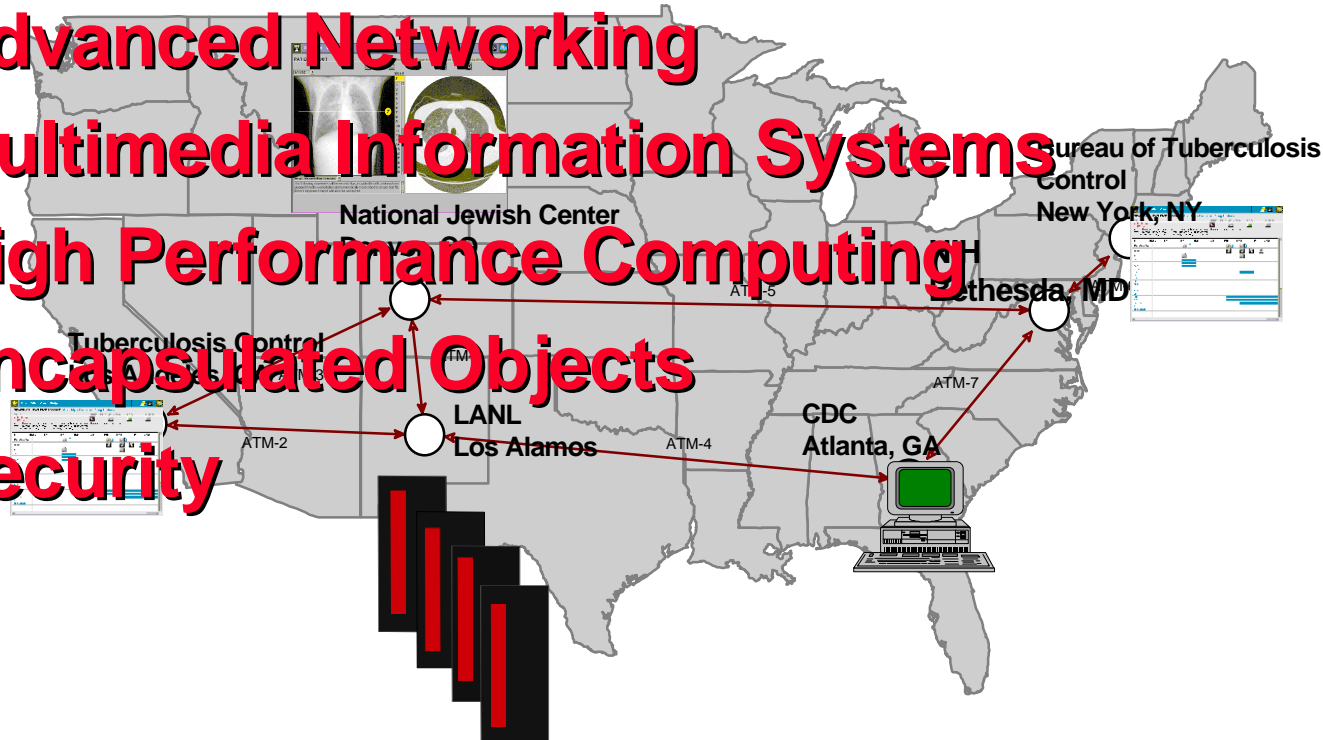 dvanced Networking
ultimedia Information Systems
igh Performance Computing
ncapsulated Objects
ecurity
Bureau of Tuberculosis
Control
New York, NY
National Jewish Center
NIH
Bethesda, MD
ATM-5
Tuberculosis Control
ATM-7
LANL
Los Alamos
CDC
Atlanta, GA
ATM-2
ATM-4